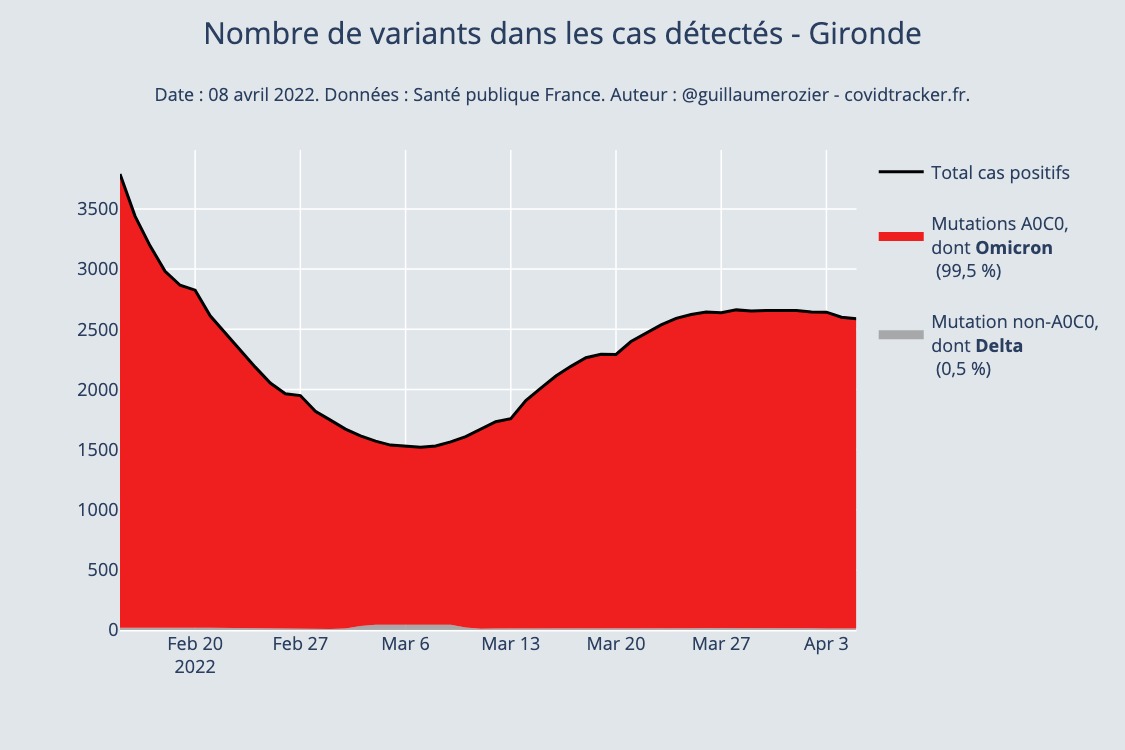 Nombre de variants dans les cas détectés - Gironde
Date : 08 avril 2022. Données : Santé publique France. Auteur : @guillaumerozier - covidtracker.fr.
Total cas positifs
Mutations A0C0,
dont Omicron
(99,5 %)
Mutation non-A0C0,
dont Delta
(0,5 %)
3500
3000
2500
2000
1500
1000
500
0
Feb 20 Feb 27 Mar 6 Mar 13 Mar 20 Mar 27 Apr 3
2022